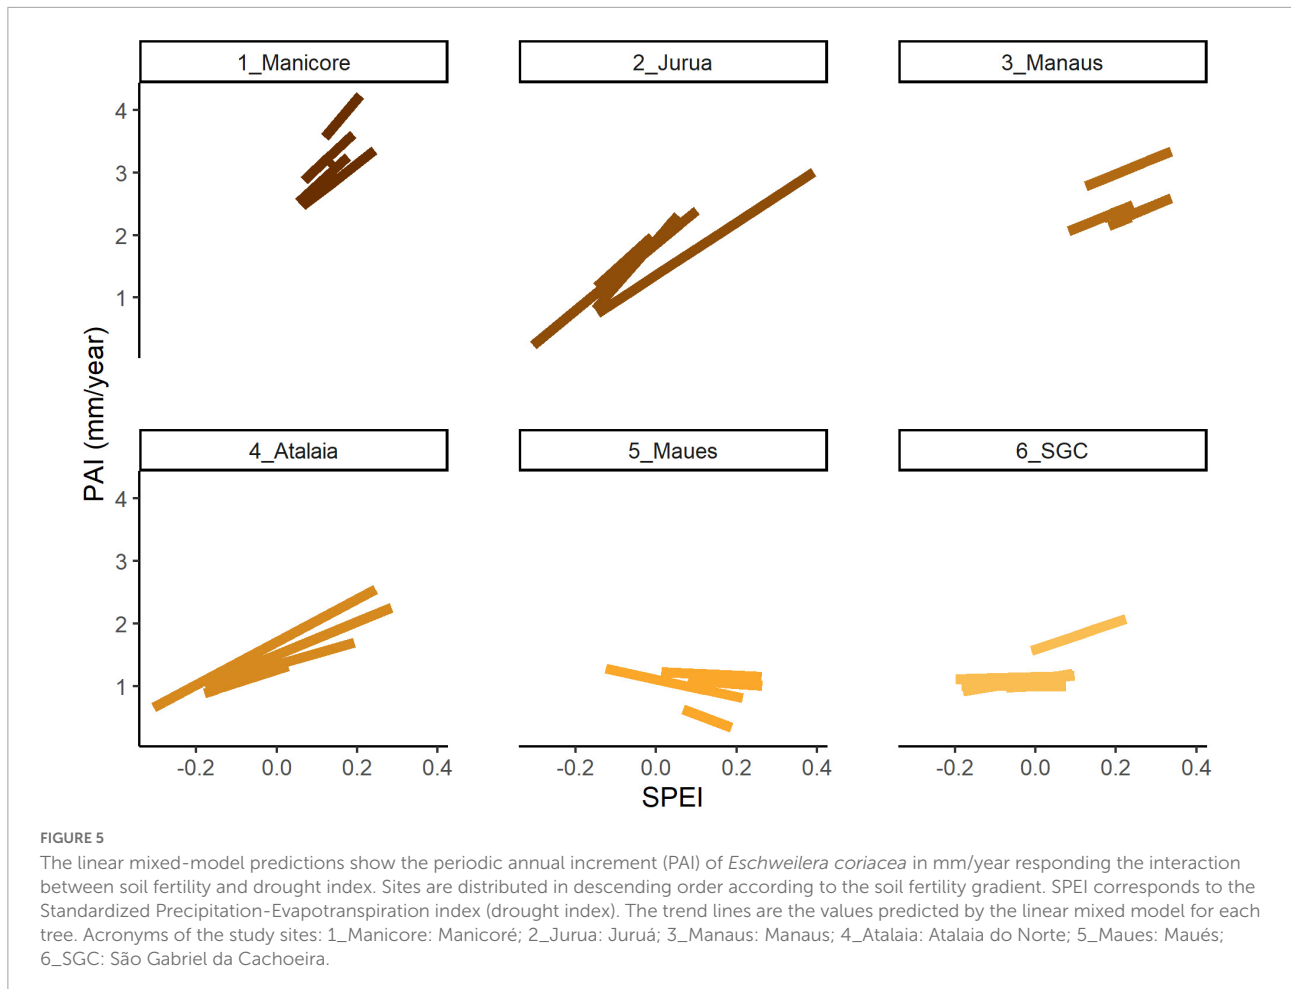 1_Manicore
2_Jurua
3_Manaus
4
3
2
1
PAI (mm/year)
4_Atalaia
5_Maues
6_SGC
4
3
2
1
-0.2 0.0 0.2 0.4
-0.2 0.0 0.2 0.4
-0.2 0.0 0.2 0.4
SPEI
FIGURE 5
The linear mixed-model predictions show the periodic annual increment (PAI) of Eschweilera coriacea in mm/year responding the interaction
between soil fertility and drought index. Sites are distributed in descending order according to the soil fertility gradient. SPEI corresponds to the
Standardized Precipitation-Evapotranspiration index (drought index). The trend lines are the values predicted by the linear mixed model for each
tree. Acronyms of the study sites: 1_Manicore: Manicoré; 2_Jurua: Juruá; 3_Manaus: Manaus; 4_Atalaia: Atalaia do Norte; 5_Maues: Maués;
6_SGC: São Gabriel da Cachoeira.